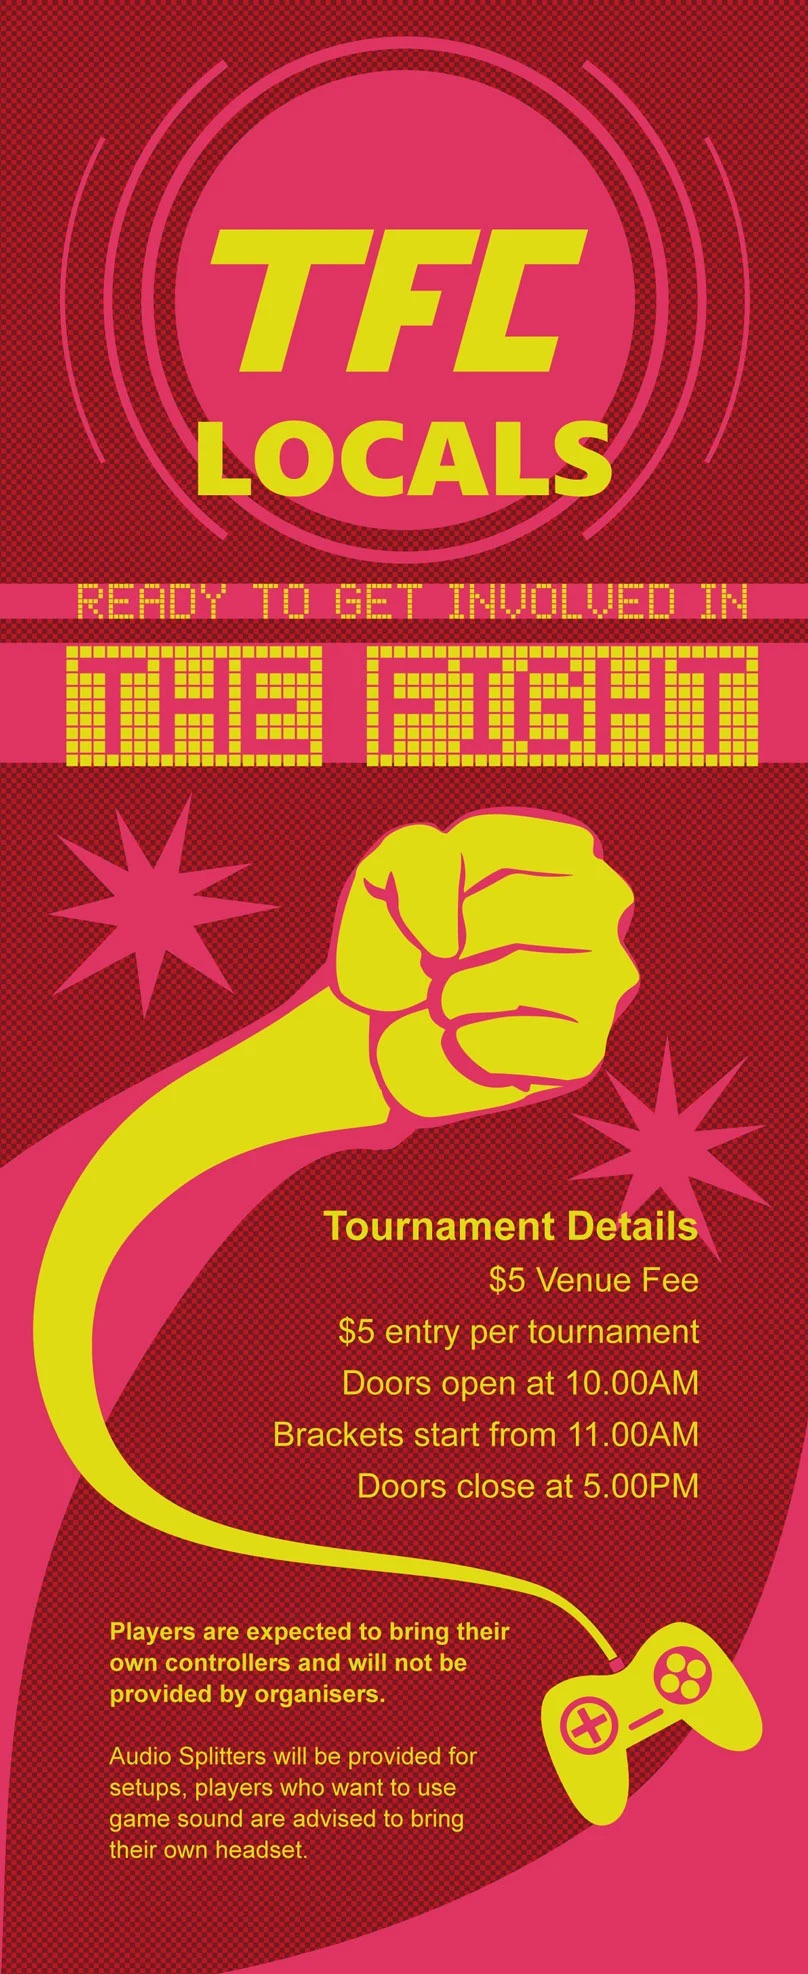 TFC
LOCALS
READY TO GET INVOLVED IN
THE FIGHT
Tournament Details
$5 Venue Fee
$5 entry per tournament
Doors open at 10.00AM
Brackets start from 11.00AM
Doors close at 5.00PM
Players are expected to bring their
own controllers and will not be
provided by organisers.
Audio Splitters will be provided for
setups, players who want to use
game sound are advised to bring
their own headset.